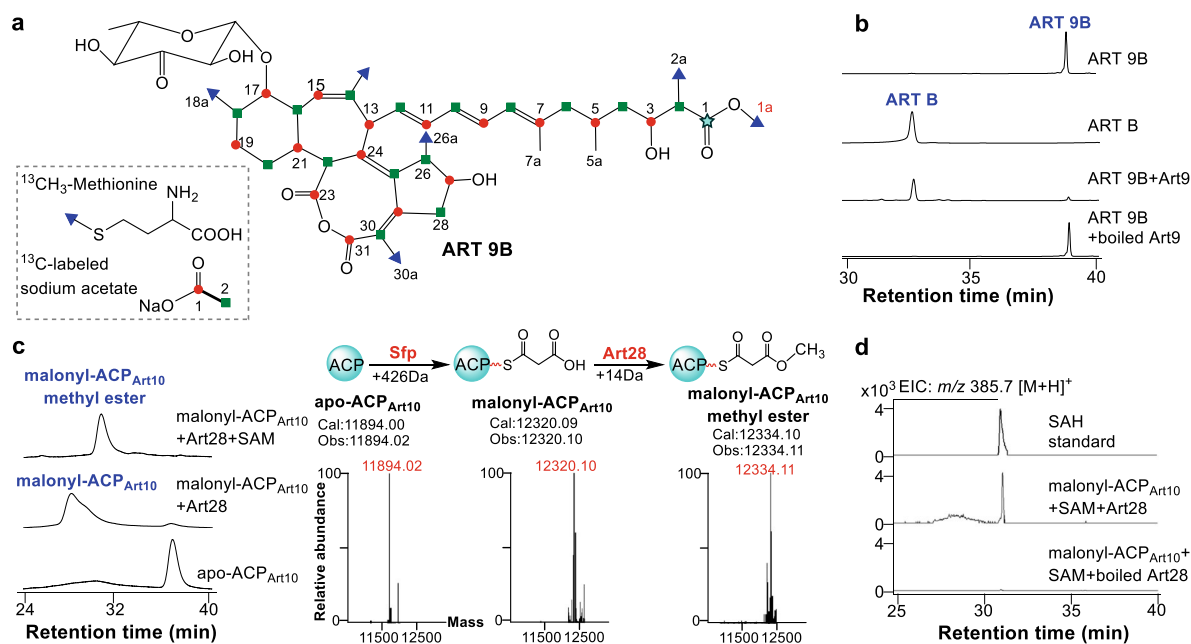 a
HO
O
O
OH
O
O
18a
17
15
13
11
9
7
5
3
1
2a
O
1a
O
OH
7a
5a
26a
24
26
OH
28
19
21
O
23
O
30
31
O
30a
ART 9B
13CH3-Methionine
NH2
S
COOH
13C-labeled
sodium acetate
O
2
NaO
1
b
ART 9B
ART 9B
ART B
ART B
ART 9B+Art9
ART 9B
+boiled Art9
30 35 40
Retention time (min)
c
malonyl-ACPArt10
methyl ester
malonyl-ACPArt10
+Art28+SAM
malonyl-ACPArt10
malonyl-ACPArt10
+Art28
apo-ACPArt10
24 32 40
Retention time (min)
ACP
Sfp
+426Da
ACP
S
O
O
OH
Art28
+14Da
ACP
S
O
O
O
CH3
apo-ACPArt10
Cal:11894.00
Obs:11894.02
malonyl-ACPArt10
Cal:12320.09
Obs:12320.10
malonyl-ACPArt10
methyl ester
Cal:12334.10
Obs:12334.11
Relative abundance
11894.02
100
0
11500 12500
Mass
12320.10
100
0
11500 12500
12334.11
100
0
11500 12500
d
x103 EIC: m/z 385.7 [M+H]+
4
0
SAH
standard
4
0
malonyl-ACPArt10
+SAM+Art28
4
0
malonyl-ACPArt10+
SAM+boiled Art28
25 30 35 40
Retention time (min)